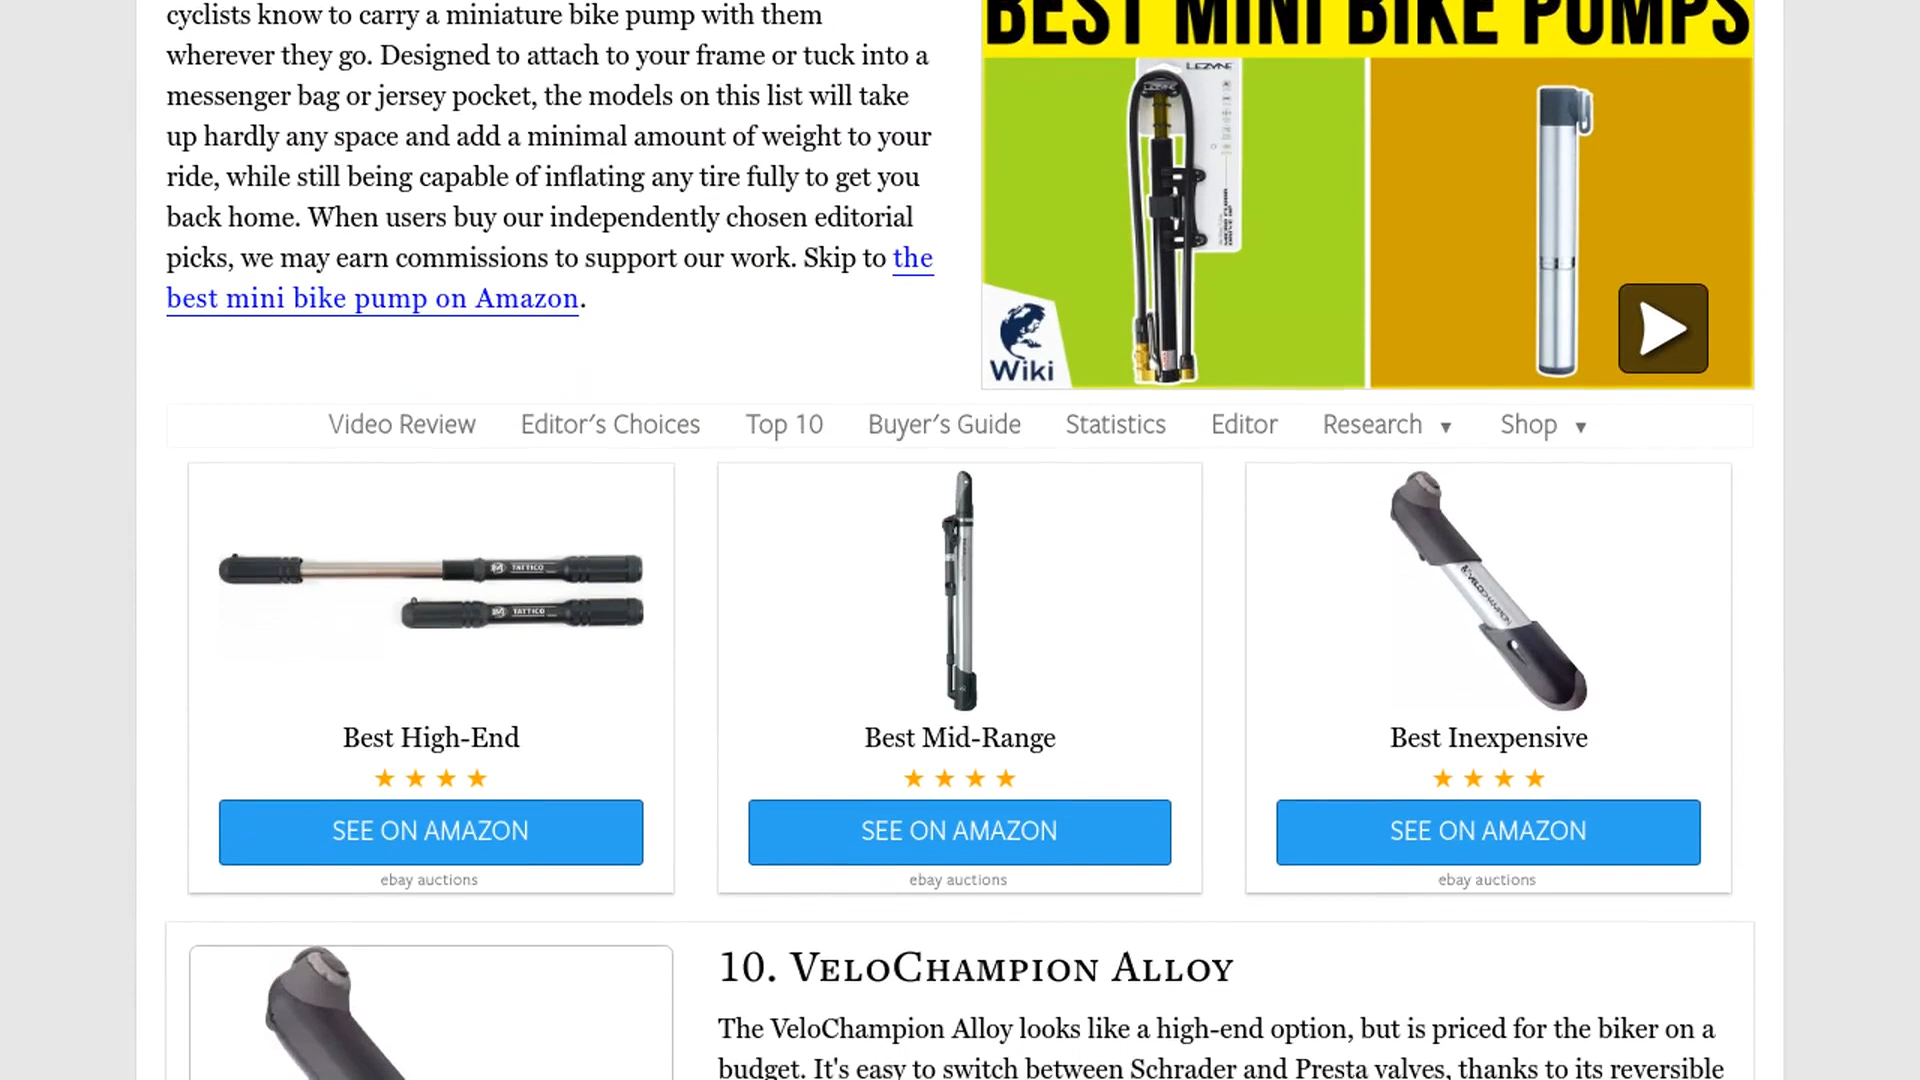 cyclists know to carry a miniature bike pump with them
wherever they go. Designed to attach to your frame or tuck into a
messenger bag or jersey pocket, the models on this list will take
up hardly any space and add a minimal amount of weight to your
ride, while still being capable of inflating any tire fully to get you
back home. When users buy our independently chosen editorial
picks, we may earn commissions to support our work. Skip to the
best mini bike pump on Amazon.
BEST MINI BIKE PUMPS
LEZYNE
Wiki
Video Review Editor's Choices Top 10 Buyer's Guide Statistics Editor Research ▼ Shop ▼
TATTICO
TATTICO
VELOCHAMPION
Best High-End
★ ★ ★ ★
SEE ON AMAZON
ebay auctions
Best Mid-Range
★ ★ ★ ★
SEE ON AMAZON
ebay auctions
Best Inexpensive
★ ★ ★ ★
SEE ON AMAZON
ebay auctions
10. VeloChampion Alloy
The VeloChampion Alloy looks like a high-end option, but is priced for the biker on a
budget. It's easy to switch between Schrader and Presta valves, thanks to its reversible